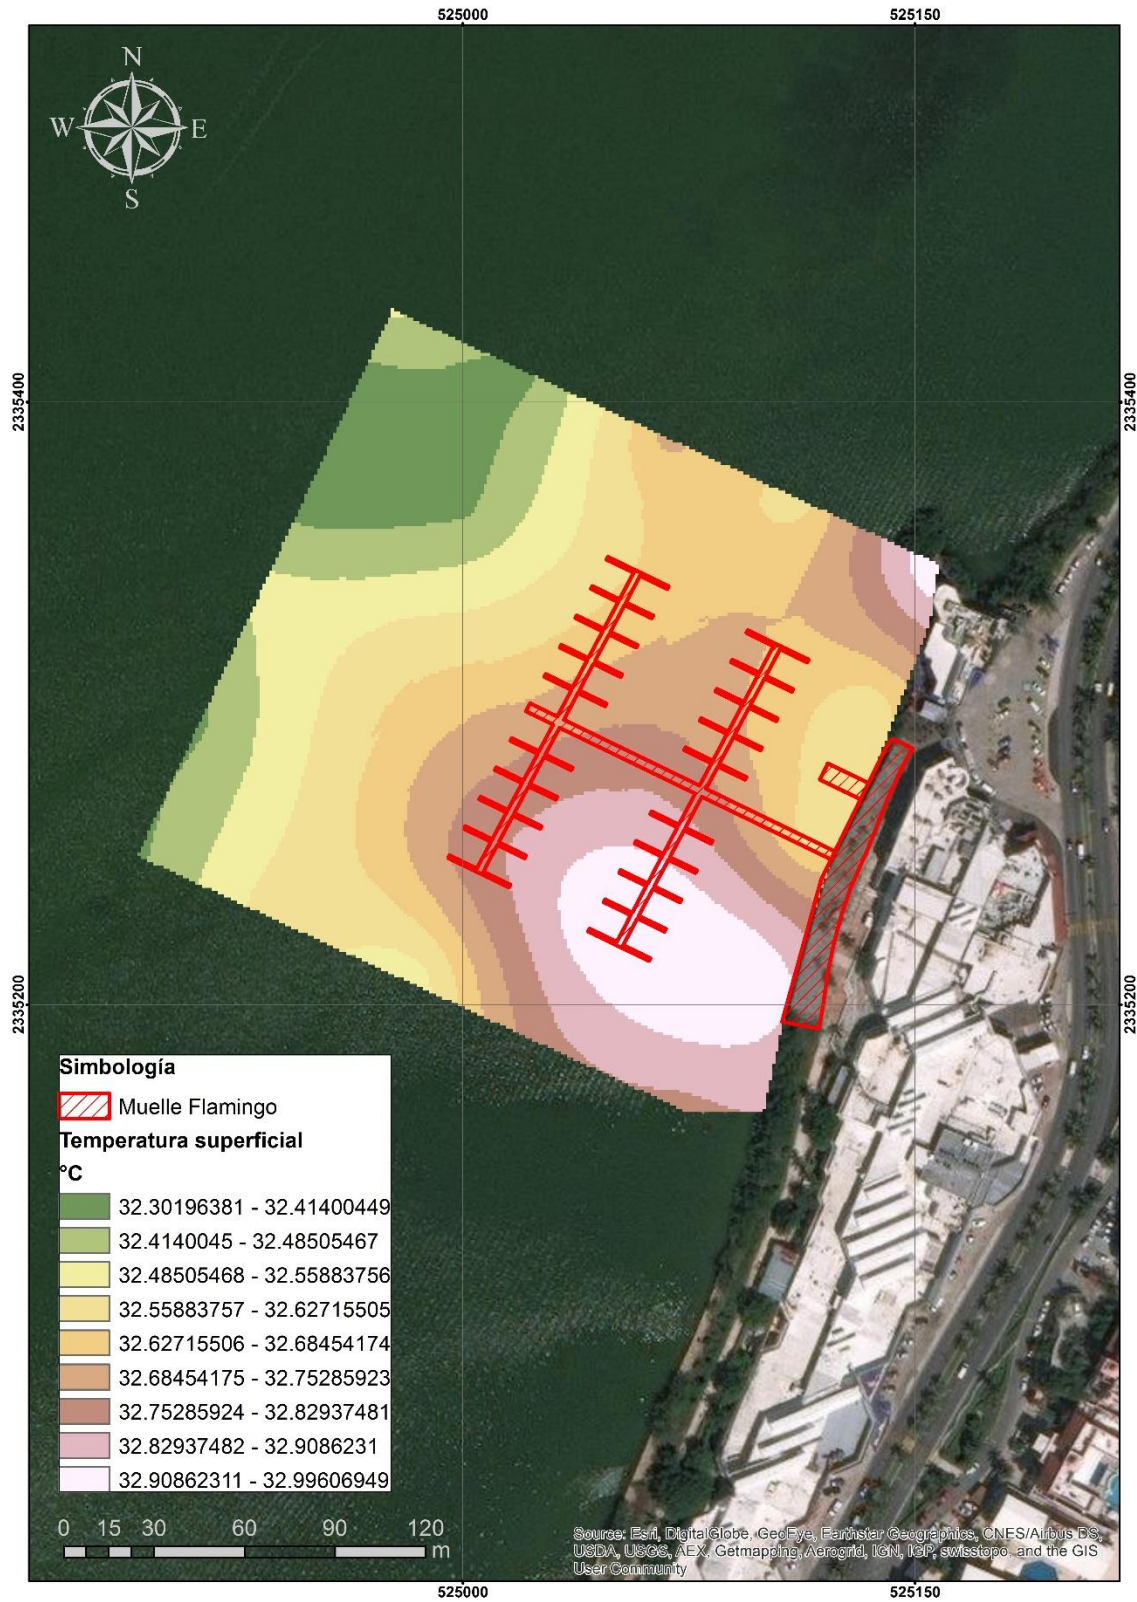 525000
525150
N
W
E
S
2335400
2335400
2335200
2335200
Simbología
Muelle Flamingo
Temperatura superficial
°C
32.30196381 - 32.41400449
32.4140045 - 32.48505467
32.48505468 - 32.55883756
32.55883757 - 32.62715505
32.62715506 - 32.68454174
32.68454175 - 32.75285923
32.75285924 - 32.82937481
32.82937482 - 32.9086231
32.90862311 - 32.99606949
0 15 30 60 90 120
m
Source: Esri, DigitalGlobe, GeoEye, Earthstar Geographics, CNES/Airbus DS,
USDA, USGS, AEX, Getmapping, Aerogrid, IGN, IGP, swisstopo, and the GIS
User Community
525000
525150